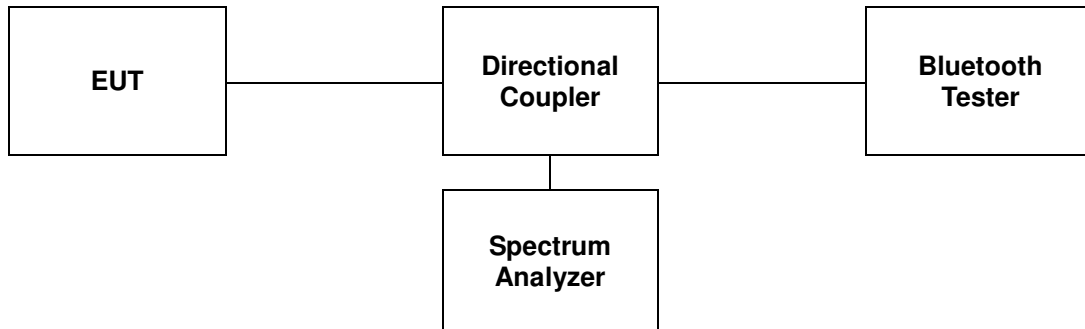 EUT
Directional
Coupler
Bluetooth
Tester
Spectrum
Analyzer